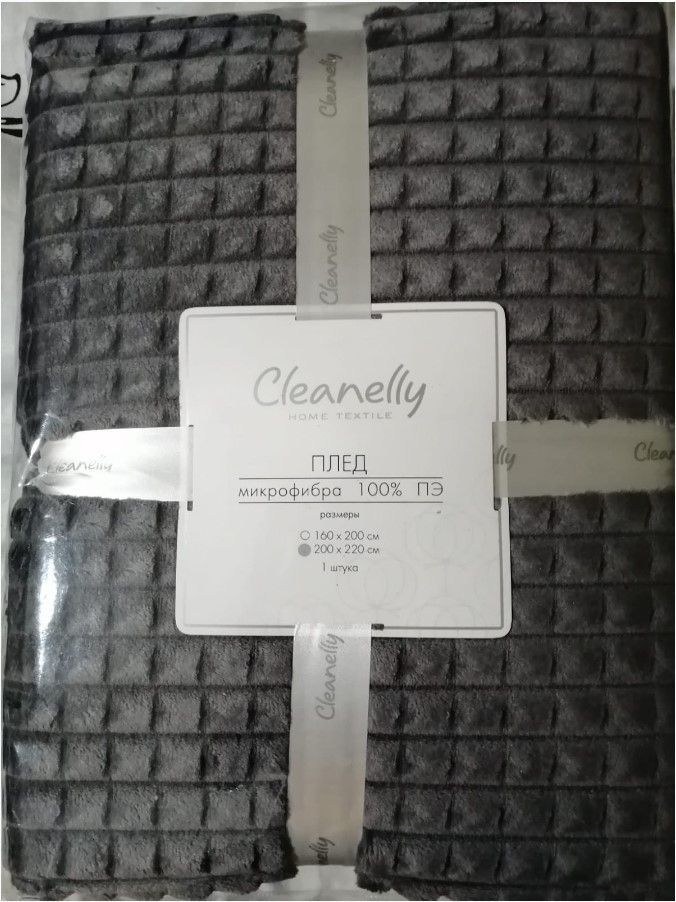 Cleanelly
Cleanelly
Cleanelly
HOME TEXTILE
Cleanelly
ПЛЕД
микрофибра 100% ПЭ
размеры
160 x 200 см
200 x 220 см
1 штука
Cleanelly
Cleanelly